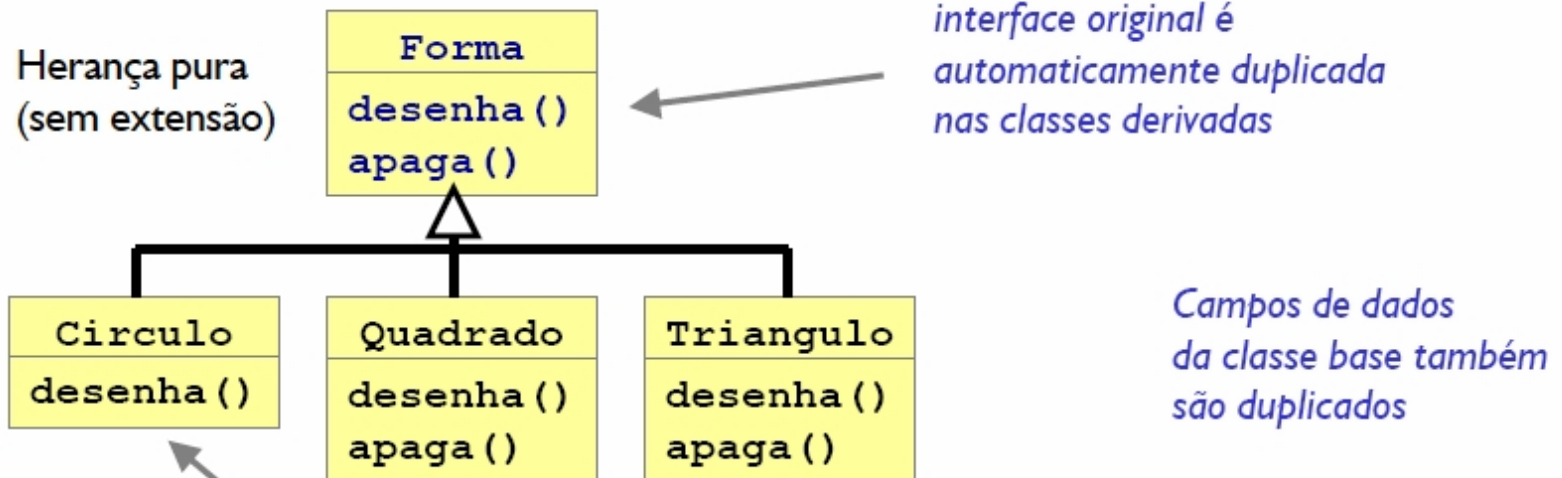 Herança pura
(sem extensão)
Forma
desenha()
apaga()
interface original é
automaticamente duplicada
nas classes derivadas
Circulo
desenha()
Quadrado
desenha()
apaga()
Triangulo
desenha()
apaga()
Campos de dados
da classe base também
são duplicados